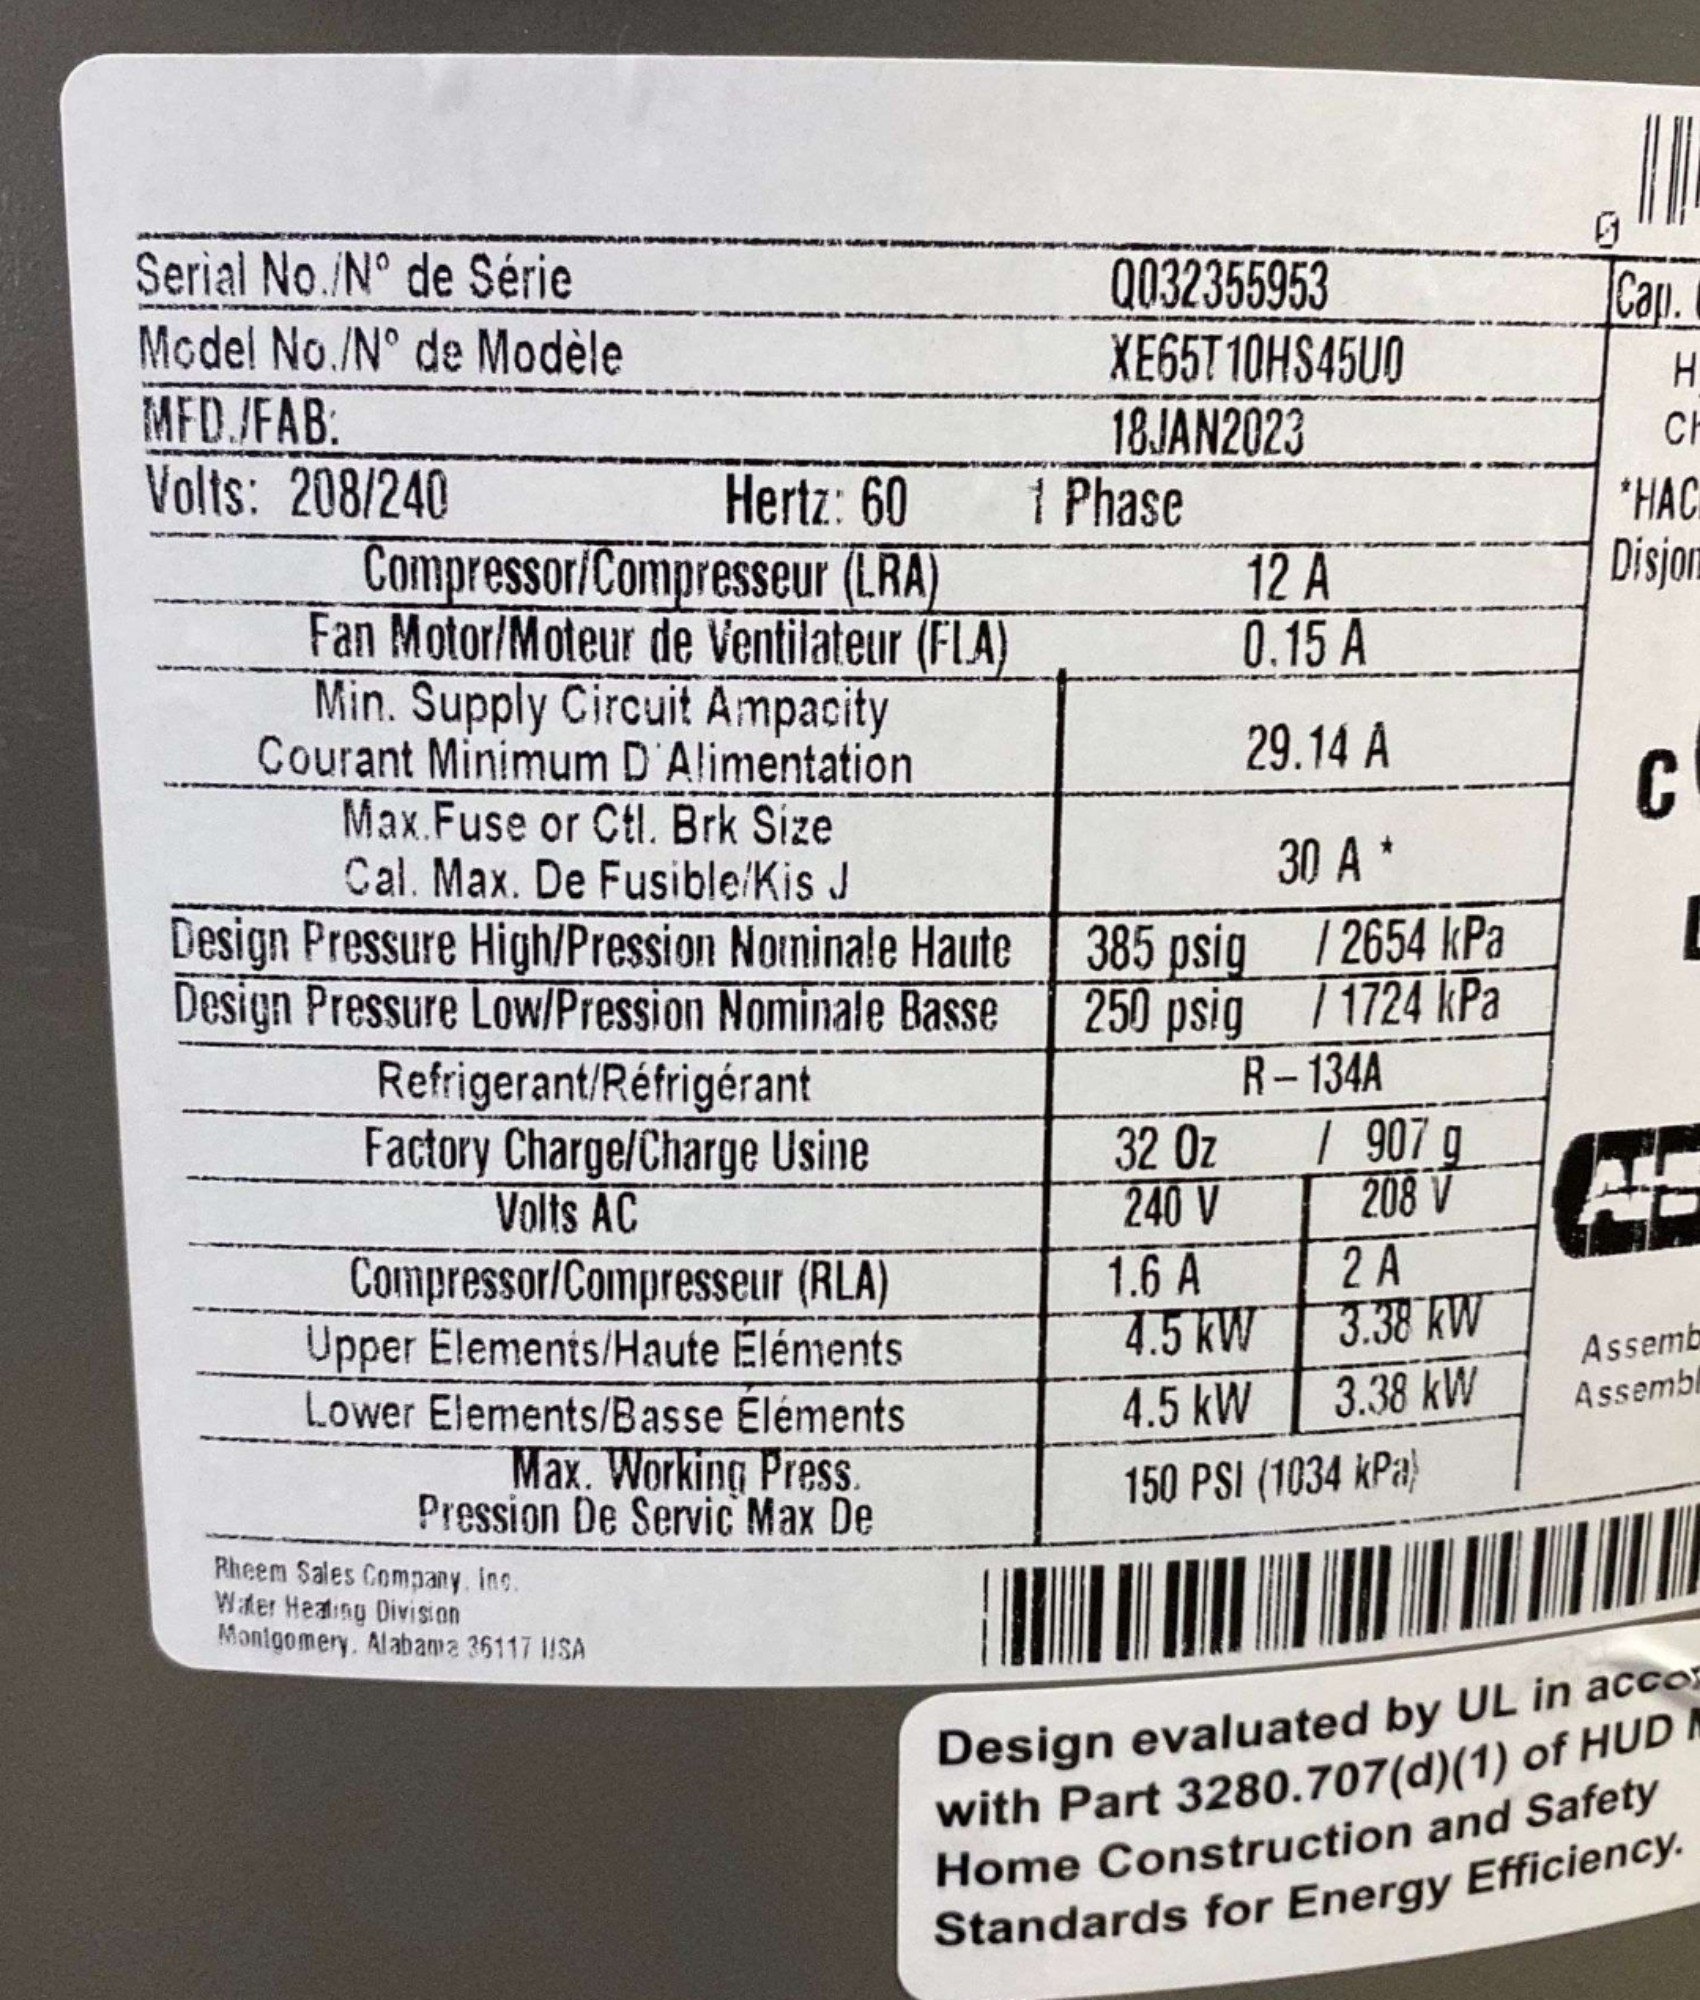 Serial No./N° de Série Q032355953
Model No./N° de Modèle XE65T10HS45U0
MFD./FAB: 18JAN2023
Volts: 208/240 Hertz: 60 1 Phase
Compressor/Compresseur (LRA) 12 A
Fan Motor/Moteur de Ventilateur (FLA) 0.15 A
Min. Supply Circuit Ampacity
Courant Minimum D'Alimentation 29.14 A
Max.Fuse or Ctl. Brk Size
Cal. Max. De Fusible/Kis J 30 A *
Design Pressure High/Pression Nominale Haute 385 psig / 2654 kPa
Design Pressure Low/Pression Nominale Basse 250 psig / 1724 kPa
Refrigerant/Réfrigérant R-134A
Factory Charge/Charge Usine 32 Oz / 907 g
Volts AC 240 V 208 V
Compressor/Compresseur (RLA) 1.6 A 2 A
Upper Elements/Haute Éléments 4.5 kW 3.38 kW
Lower Elements/Basse Éléments 4.5 kW 3.38 kW
Max. Working Press.
Pression De Servic Max De 150 PSI (1034 kPa)
Rheem Sales Company, Inc.
Water Heating Division
Montgomery, Alabama 36117 USA
Cap.
*HAC
Disjon
C
Assemb
Assembl
Design evaluated by UL in accor
with Part 3280.707(d)(1) of HUD
Home Construction and Safety
Standards for Energy Efficiency.